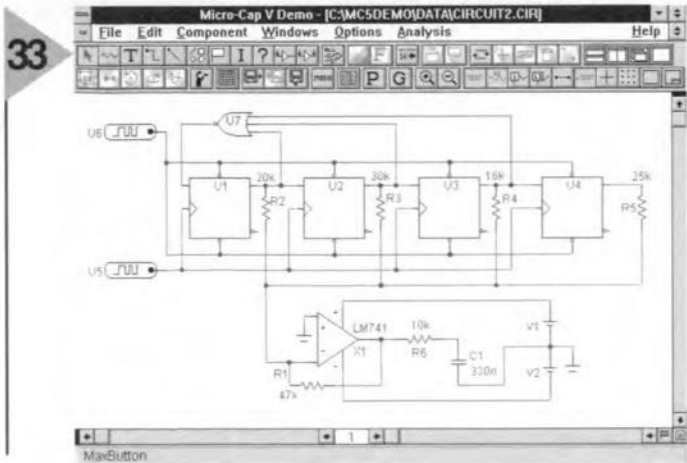 33
Micro-Cap V Demo - [C:\MC5DEMO\DATA\CIRCUIT2.CIR]
File Edit Component Windows Options Analysis Help
T I ?
P G
U6
U7
U1 20k U2 30k U3 16k U4 25k
R2 R3 R4 R5
U5
LM741 10k V1
X1 R6 C1
R1 330n V2
47k
1
MaxButton